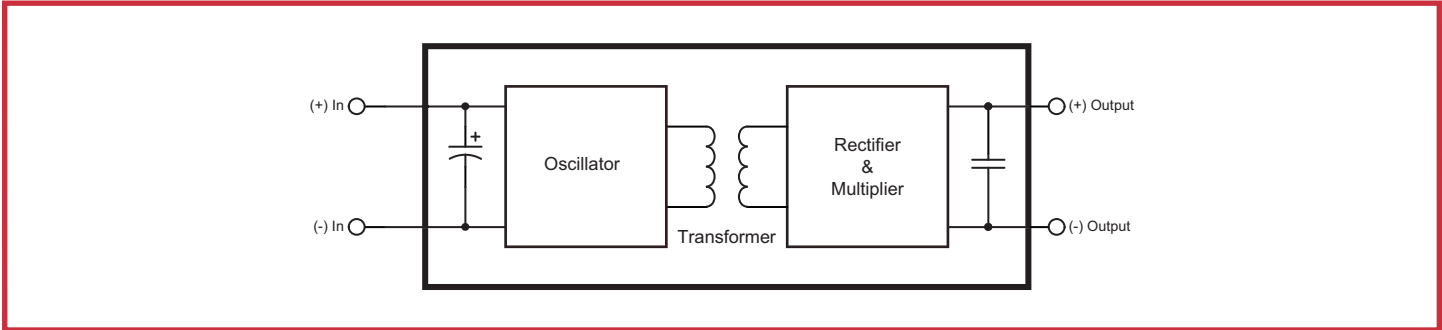 (+) In
(-) In
+
Oscillator
Transformer
Rectifier
&
Multiplier
(+) Output
(-) Output